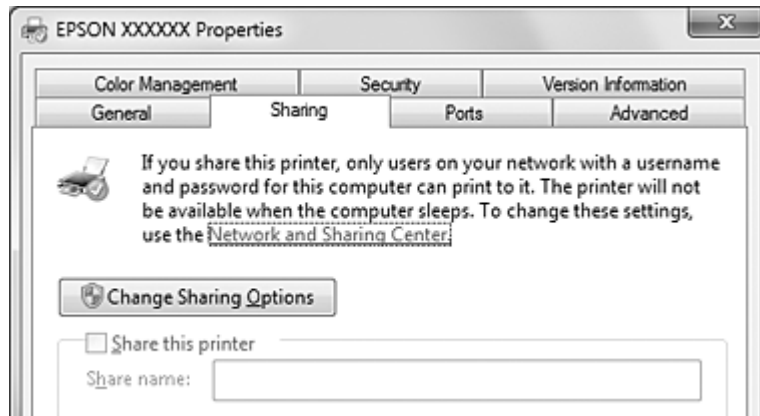 EPSON XXXXXX Properties
Color Management Security Version Information
General Sharing Ports Advanced
If you share this printer, only users on your network with a username
and password for this computer can print to it. The printer will not
be available when the computer sleeps. To change these settings,
use the Network and Sharing Center.
Change Sharing Options
Share this printer
Share name: